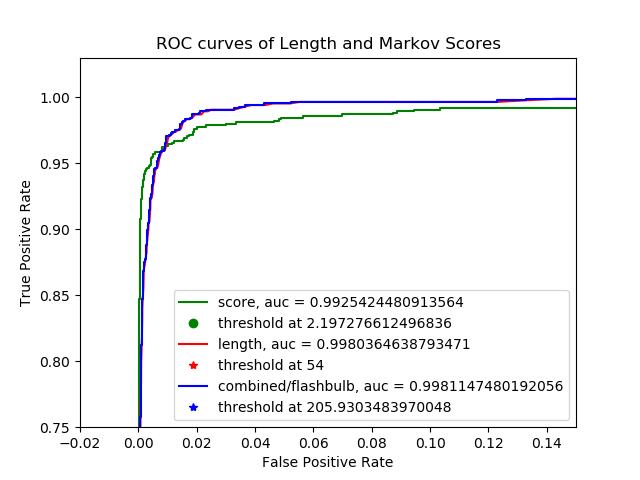 ROC curves of Length and Markov Scores
True Positive Rate
1.00
0.95
0.90
0.85
0.80
0.75
score, auc = 0.9925424480913564
threshold at 2.197276612496836
length, auc = 0.9980364638793471
threshold at 54
combined/flashbulb, auc = 0.9981147480192056
threshold at 205.9303483970048
−0.02 0.00 0.02 0.04 0.06 0.08 0.10 0.12 0.14
False Positive Rate